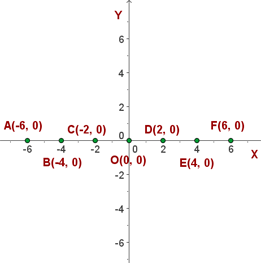 Y
6
4
2
A(-6, 0) C(-2, 0) 0 D(2, 0) F(6, 0)
-6 -4 -2 0 2 4 6 X
B(-4, 0) O(0, 0) E(4, 0)
-2
-4
-6